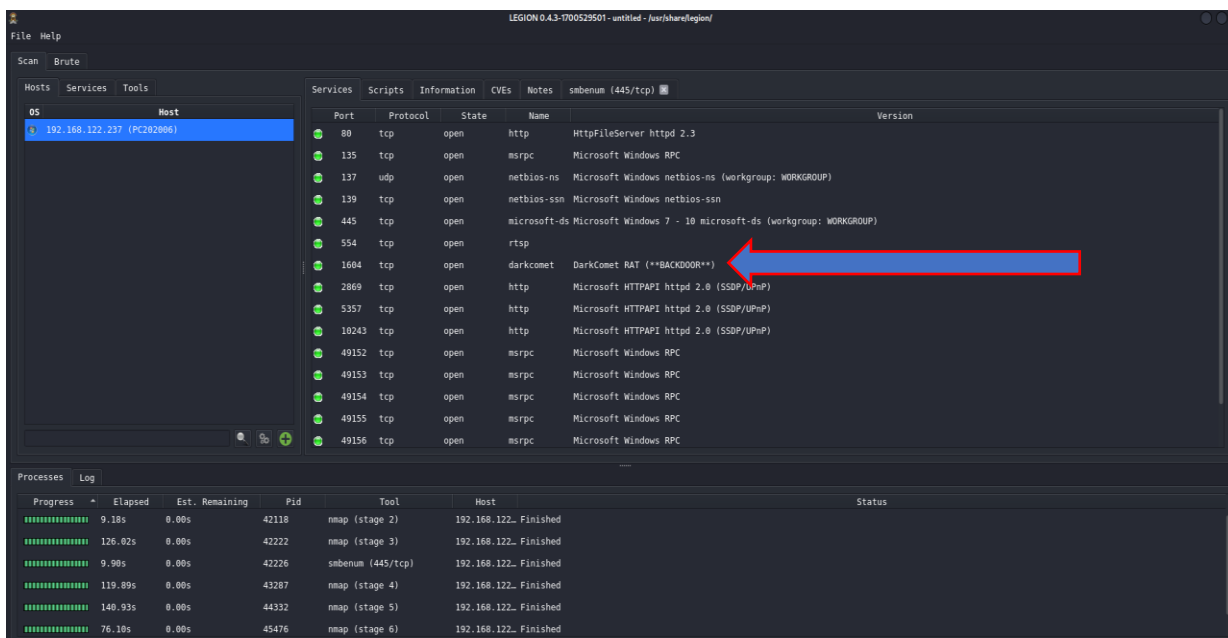 LEGION 0.4.3-1700529501 - untitled - /usr/share/legion/
File Help
Scan Brute
Hosts Services Tools
OS Host
192.168.122.237 (PC202006)
Services Scripts Information CVEs Notes smbenum (445/tcp)
Port Protocol State Name Version
80 tcp open http HttpFileServer httpd 2.3
135 tcp open msrpc Microsoft Windows RPC
137 udp open netbios-ns Microsoft Windows netbios-ns (workgroup: WORKGROUP)
139 tcp open netbios-ssn Microsoft Windows netbios-ssn
445 tcp open microsoft-ds Microsoft Windows 7 - 10 microsoft-ds (workgroup: WORKGROUP)
554 tcp open rtsp
1604 tcp open darkcomet DarkComet RAT (**BACKDOOR**)
2869 tcp open http Microsoft HTTPAPI httpd 2.0 (SSDP/UPnP)
5357 tcp open http Microsoft HTTPAPI httpd 2.0 (SSDP/UPnP)
10243 tcp open http Microsoft HTTPAPI httpd 2.0 (SSDP/UPnP)
49152 tcp open msrpc Microsoft Windows RPC
49153 tcp open msrpc Microsoft Windows RPC
49154 tcp open msrpc Microsoft Windows RPC
49155 tcp open msrpc Microsoft Windows RPC
49156 tcp open msrpc Microsoft Windows RPC
Processes Log
Progress Elapsed Est. Remaining Pid Tool Host Status
9.18s 0.00s 42118 nmap (stage 2) 192.168.122… Finished
126.02s 0.00s 42222 nmap (stage 3) 192.168.122… Finished
9.90s 0.00s 42226 smbenum (445/tcp) 192.168.122… Finished
119.89s 0.00s 43287 nmap (stage 4) 192.168.122… Finished
140.93s 0.00s 44332 nmap (stage 5) 192.168.122… Finished
76.10s 0.00s 45476 nmap (stage 6) 192.168.122… Finished